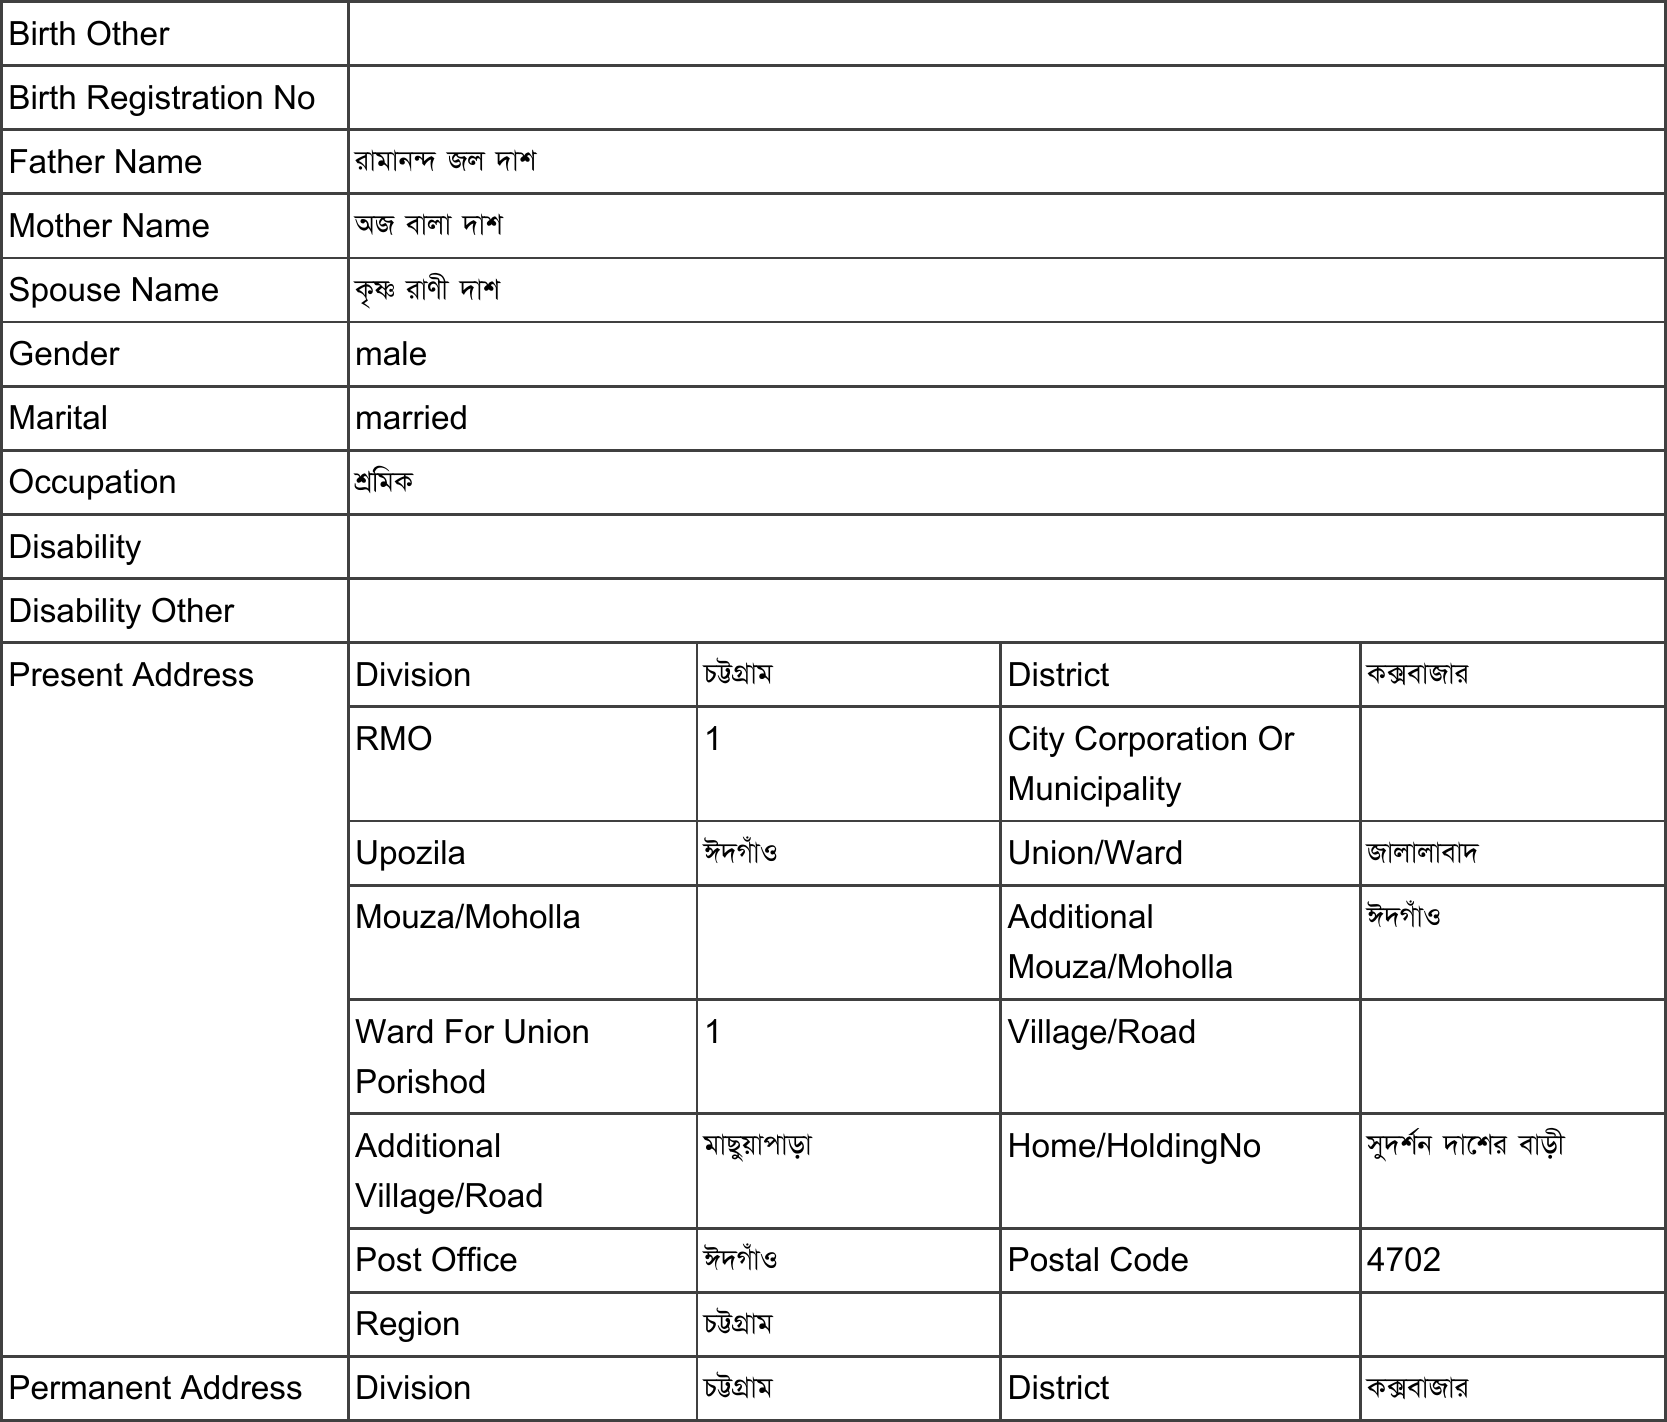 Birth Other
Birth Registration No
Father Name রামানন্দ জল দাশ
Mother Name অজ বালা দাশ
Spouse Name কৃষ্ণ রাণী দাশ
Gender male
Marital married
Occupation শ্রমিক
Disability
Disability Other
Present Address Division চট্টগ্রাম District কক্সবাজার
RMO 1 City Corporation Or
Municipality
Upozila ঈদগাঁও Union/Ward জালালাবাদ
Mouza/Moholla Additional ঈদগাঁও
Mouza/Moholla
Ward For Union 1 Village/Road
Porishod
Additional মাছুয়াপাড়া Home/HoldingNo সুদর্শন দাশের বাড়ী
Village/Road
Post Office ঈদগাঁও Postal Code 4702
Region চট্টগ্রাম
Permanent Address Division চট্টগ্রাম District কক্সবাজার